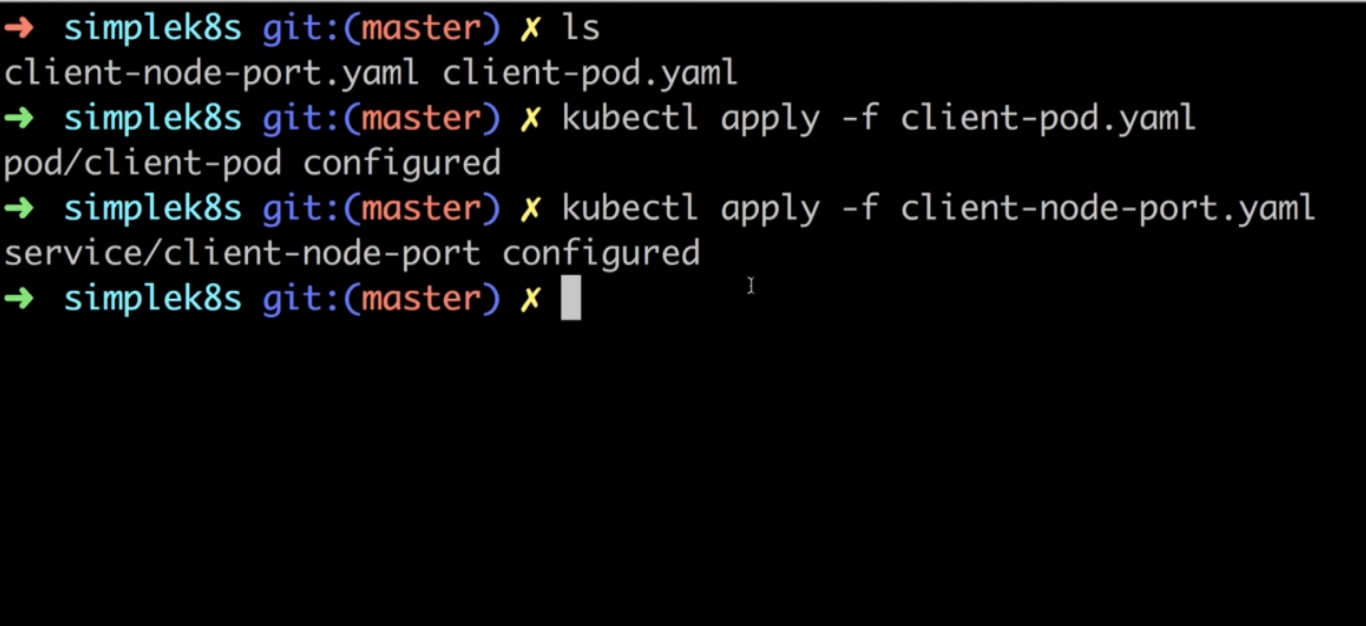 ➜ simplek8s git:(master) ✗ ls
client-node-port.yaml client-pod.yaml
➜ simplek8s git:(master) ✗ kubectl apply -f client-pod.yaml
pod/client-pod configured
➜ simplek8s git:(master) ✗ kubectl apply -f client-node-port.yaml
service/client-node-port configured
➜ simplek8s git:(master) ✗